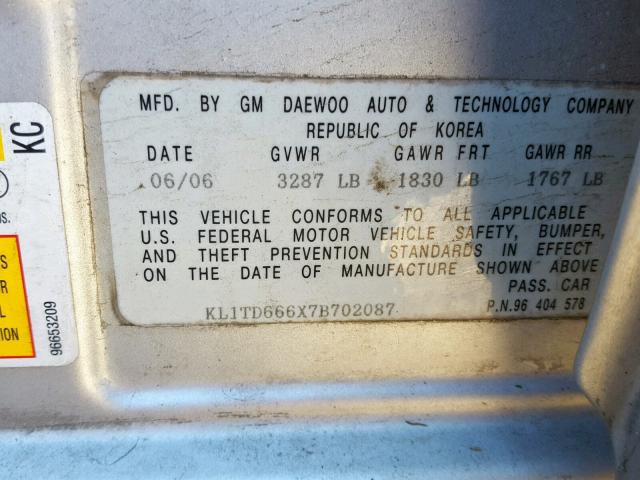 MFD. BY GM DAEWOO AUTO & TECHNOLOGY COMPANY
REPUBLIC OF KOREA
DATE GVWR GAWR FRT GAWR RR
06/06 3287 LB 1830 LB 1767 LB
THIS VEHICLE CONFORMS TO ALL APPLICABLE
U.S. FEDERAL MOTOR VEHICLE SAFETY, BUMPER,
AND THEFT PREVENTION STANDARDS IN EFFECT
ON THE DATE OF MANUFACTURE SHOWN ABOVE
PASS. CAR
KL1TD666X7B702087
P.N.96 404 578
KC
96653209